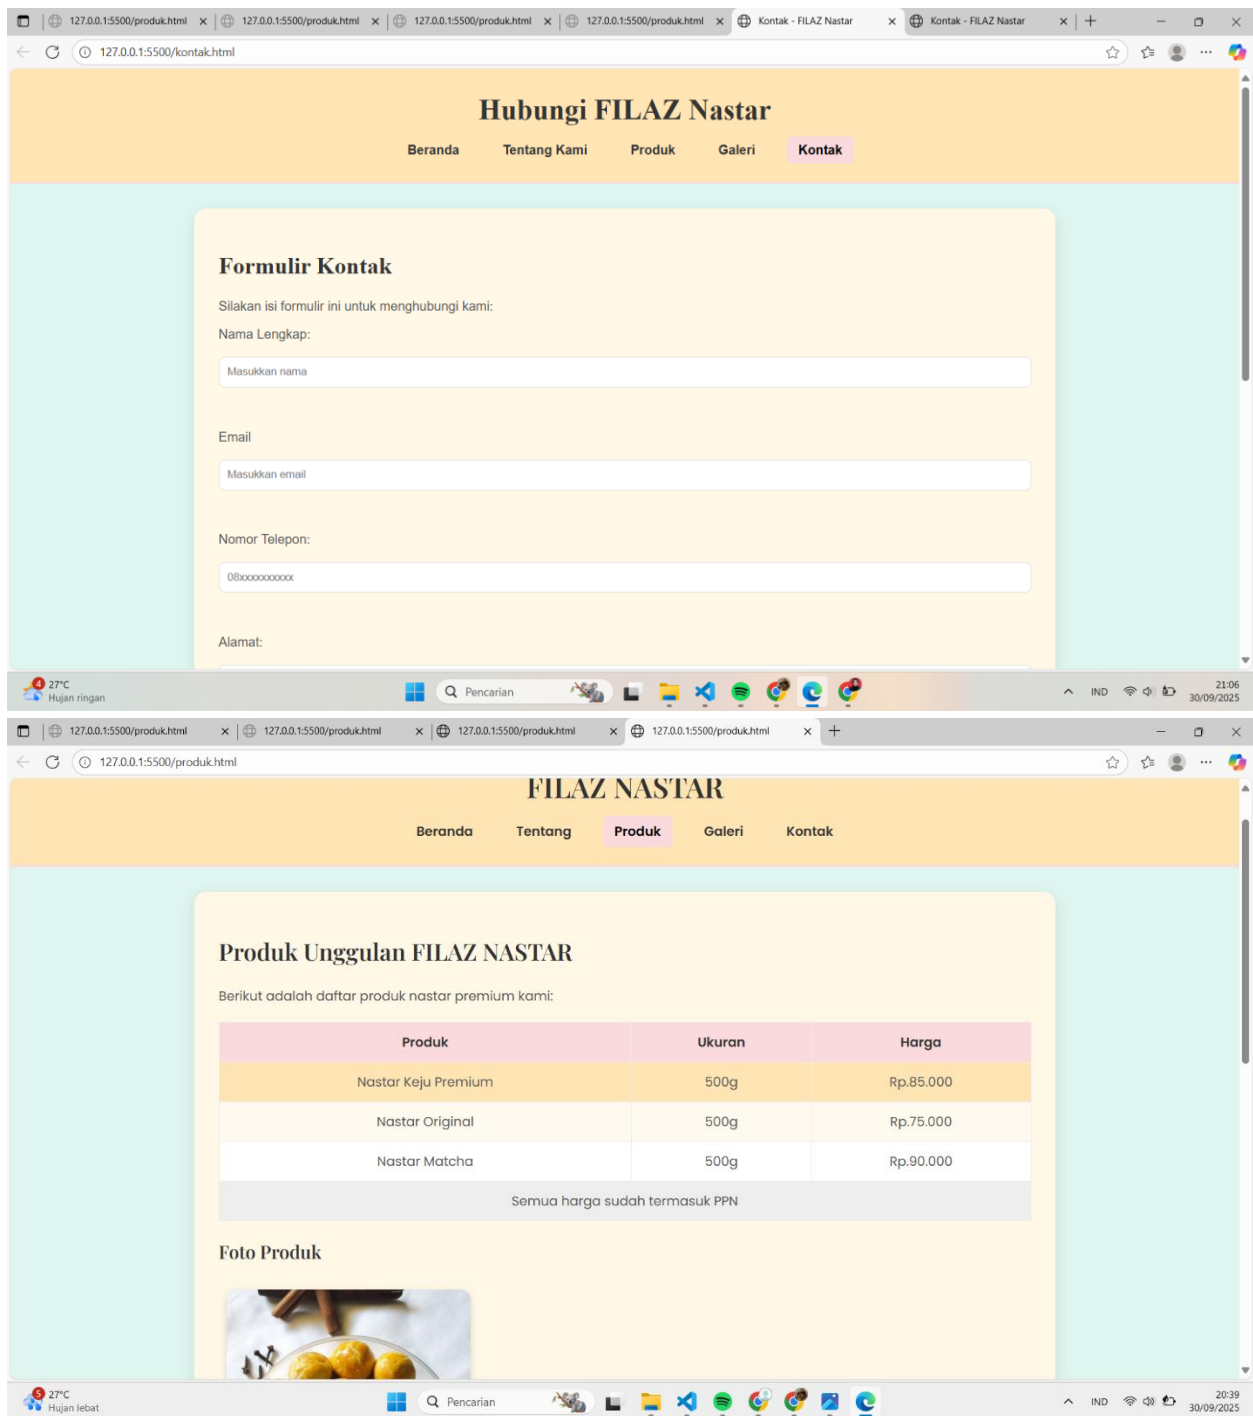 127.0.0.1:5500/produk.html 127.0.0.1:5500/produk.html 127.0.0.1:5500/produk.html 127.0.0.1:5500/produk.html Kontak - FILAZ Nastar Kontak - FILAZ Nastar
127.0.0.1:5500/kontak.html
Hubungi FILAZ Nastar
Beranda Tentang Kami Produk Galeri Kontak
Formulir Kontak
Silakan isi formulir ini untuk menghubungi kami:
Nama Lengkap:
Masukkan nama
Email
Masukkan email
Nomor Telepon:
08xxxxxxxxxx
Alamat:
4 27°C
Hujan ringan
Pencarian
IND
21:06
30/09/2025
127.0.0.1:5500/produk.html 127.0.0.1:5500/produk.html 127.0.0.1:5500/produk.html 127.0.0.1:5500/produk.html
127.0.0.1:5500/produk.html
FILAZ NASTAR
Beranda Tentang Produk Galeri Kontak
Produk Unggulan FILAZ NASTAR
Berikut adalah daftar produk nastar premium kami:
Produk Ukuran Harga
Nastar Keju Premium 500g Rp.85.000
Nastar Original 500g Rp.75.000
Nastar Matcha 500g Rp.90.000
Semua harga sudah termasuk PPN
Foto Produk
5 27°C
Hujan lebat
Pencarian
IND
20:39
30/09/2025